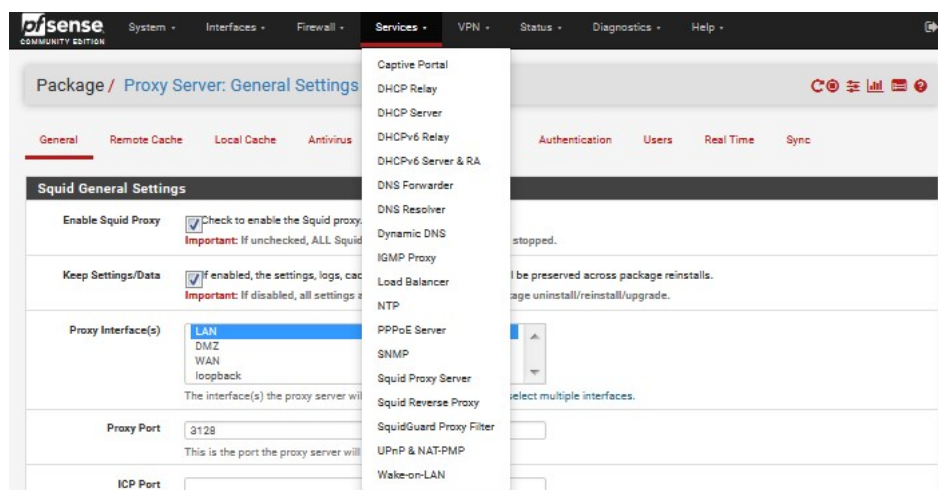 pfsense System Interfaces Firewall Services VPN Status Diagnostics Help
COMMUNITY EDITION
Captive Portal
DHCP Relay
DHCP Server
DHCPv6 Relay
DHCPv6 Server & RA
DNS Forwarder
DNS Resolver
Dynamic DNS
IGMP Proxy
Load Balancer
NTP
PPPoE Server
SNMP
Squid Proxy Server
Squid Reverse Proxy
SquidGuard Proxy Filter
UPnP & NAT-PMP
Wake-on-LAN
Package / Proxy Server: General Settings
General Remote Cache Local Cache Antivirus Authentication Users Real Time Sync
Squid General Settings
Enable Squid Proxy Check to enable the Squid proxy.
Important: If unchecked, ALL Squid stopped.
Keep Settings/Data If enabled, the settings, logs, be preserved across package reinstalls.
Important: If disabled, all settings uninstall/reinstall/upgrade.
Proxy Interface(s) LAN
DMZ
WAN
loopback
The interface(s) the proxy server select multiple interfaces.
Proxy Port 3128
This is the port the proxy server will
ICP Port